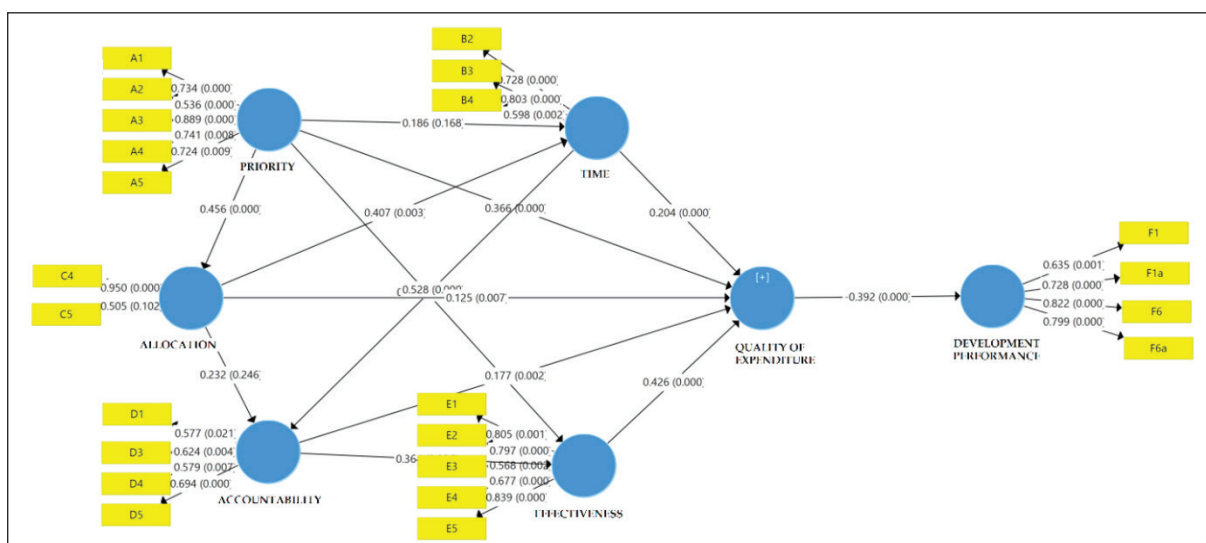 A1
A2
A3
A4
A5
0.734 (0.000)
0.536 (0.000)
0.889 (0.000)
0.741 (0.008)
0.724 (0.009)
PRIORITY
B2
B3
B4
0.728 (0.000)
0.803 (0.000)
0.598 (0.002)
TIME
0.186 (0.168)
0.456 (0.000)
0.407 (0.003)
0.366 (0.000)
0.204 (0.000)
C4
C5
0.950 (0.000)
0.505 (0.102)
ALLOCATION
0.528
0.125 (0.007)
[+]
QUALITY OF
EXPENDITURE
-0.392 (0.000)
DEVELOPMENT
PERFORMANCE
F1
F1a
F6
F6a
0.635 (0.001)
0.728 (0.000)
0.822 (0.000)
0.799 (0.000)
0.232 (0.246)
0.177 (0.002)
0.426 (0.000)
D1
D3
D4
D5
0.577 (0.021)
0.624 (0.004)
0.579 (0.007)
0.694 (0.000)
ACCOUNTABILITY
E1
E2
E3
E4
E5
0.805 (0.001)
0.797 (0.000)
0.568 (0.002)
0.677 (0.000)
0.839 (0.000)
EFFECTIVENESS